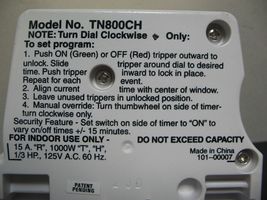 Model No. TN800CH
NOTE: Turn Dial Clockwise Only:
To set program:
1. Push ON (Green) or OFF (Red) tripper outward to
unlock. Slide tripper around dial to desired
time. Push tripper inward to lock in place.
Repeat for each event.
2. Align current time with center of window.
3. Leave unused trippers in unlocked position.
4. Manual override: Turn thumbwheel on side of timer-
turn clockwise only.
Security Feature - Set switch on side of timer to "ON" to
vary on/off times +/- 15 minutes.
FOR INDOOR USE ONLY - DO NOT EXCEED CAPACITY
15 A. "R", 1000W "T", "H", Made in China
1/3 HP., 125V A.C. 60 Hz. 101-00007
PATENT
PENDING